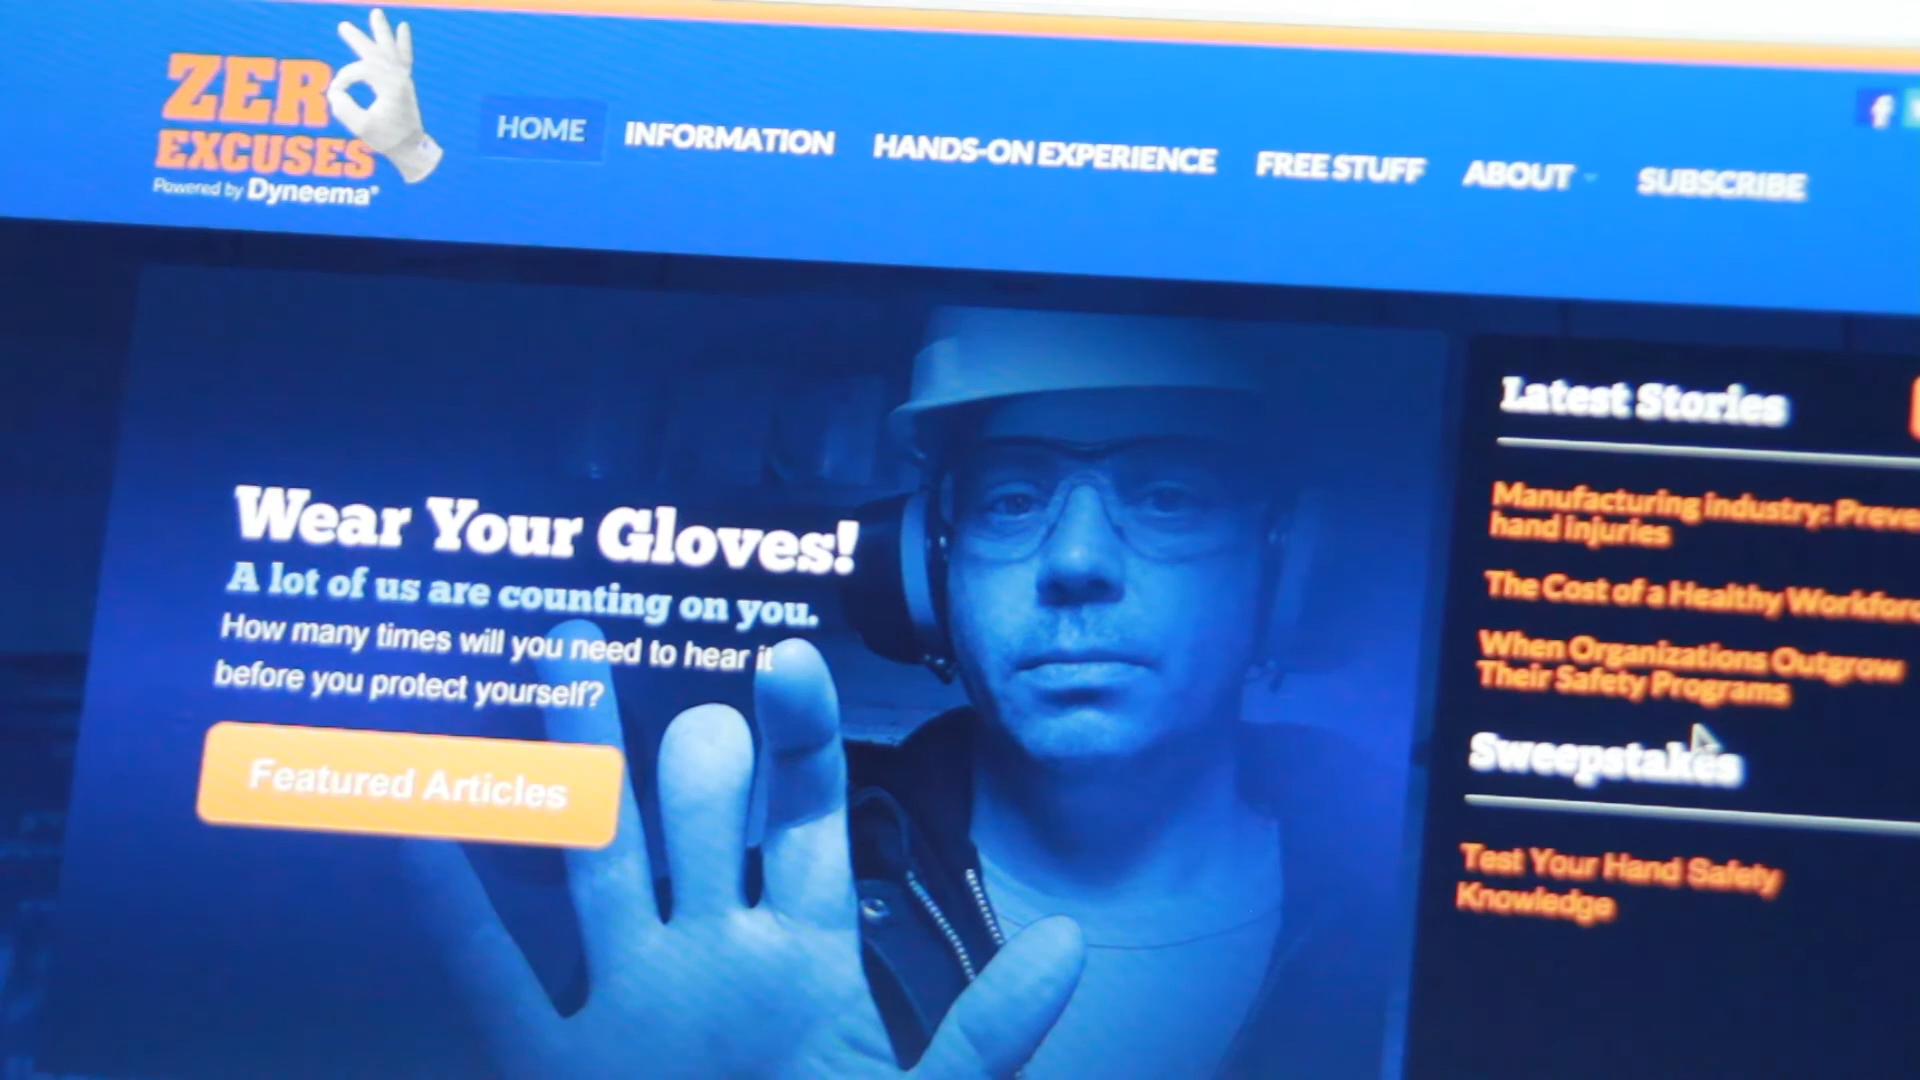 ZERO
EXCUSES
Powered by Dyneema®
HOME
INFORMATION
HANDS-ON EXPERIENCE
FREE STUFF
ABOUT
SUBSCRIBE
f
Wear Your Gloves!
A lot of us are counting on you.
How many times will you need to hear it
before you protect yourself?
Featured Articles
Latest Stories
Manufacturing industry: Preve
hand injuries
The Cost of a Healthy Workforc
When Organizations Outgrow
Their Safety Programs
Sweepstakes
Test Your Hand Safety
Knowledge